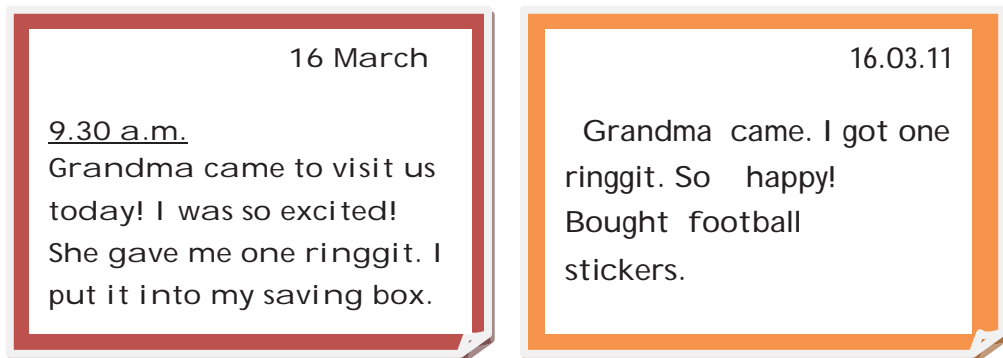 16 March
9.30 a.m.
Grandma came to visit us
today! I was so excited!
She gave me one ringgit. I
put it into my saving box.
16.03.11
Grandma came. I got one
ringgit. So happy!
Bought football
stickers.